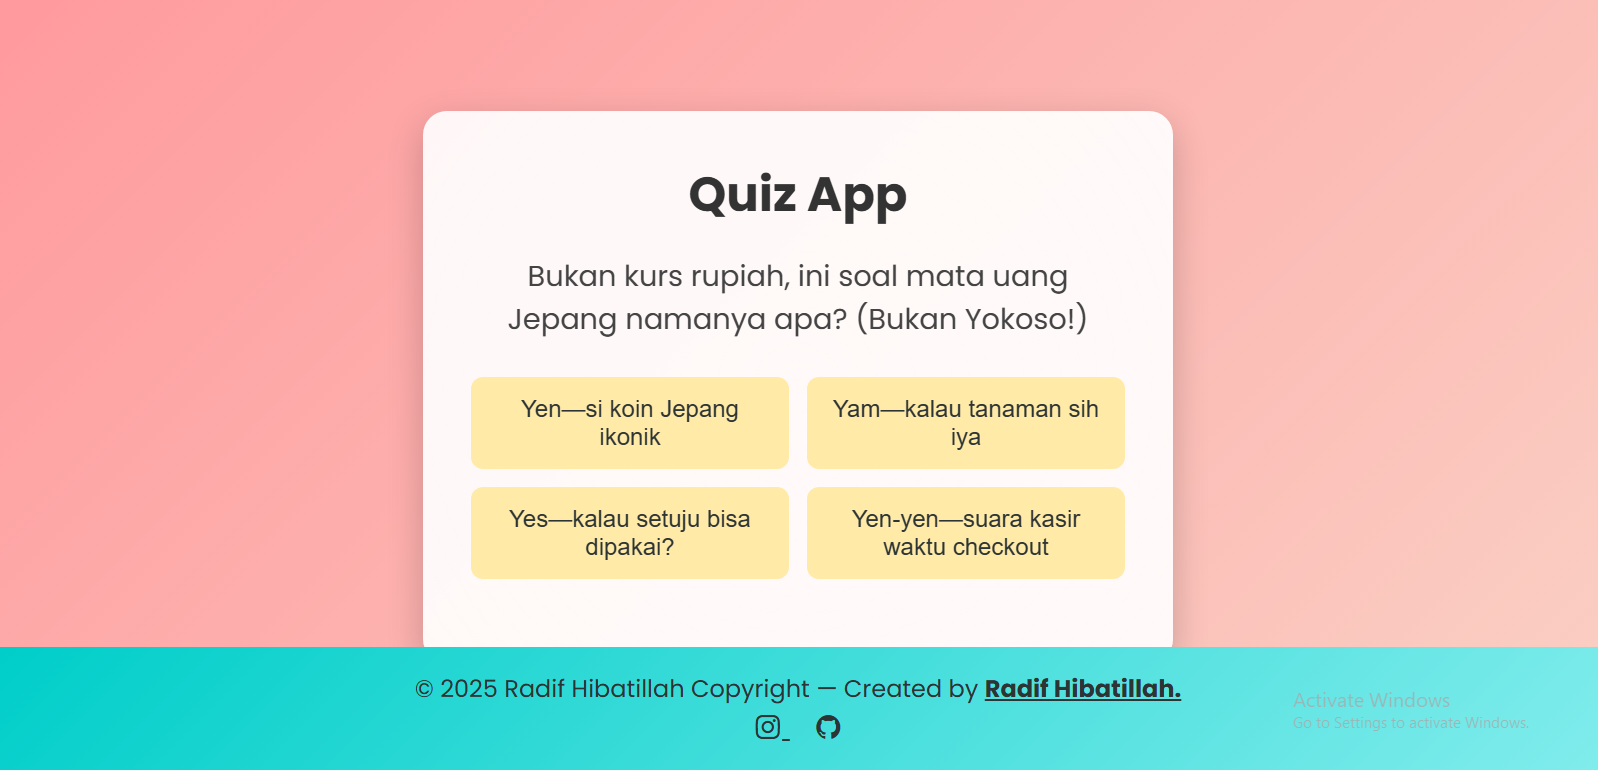 Quiz App
Bukan kurs rupiah, ini soal mata uang
Jepang namanya apa? (Bukan Yokoso!)
Yen—si koin Jepang
ikonik
Yam—kalau tanaman sih
iya
Yes—kalau setuju bisa
dipakai?
Yen-yen—suara kasir
waktu checkout
© 2025 Radif Hibatillah Copyright — Created by Radif Hibatillah.
Activate Windows
Go to Settings to activate Windows.